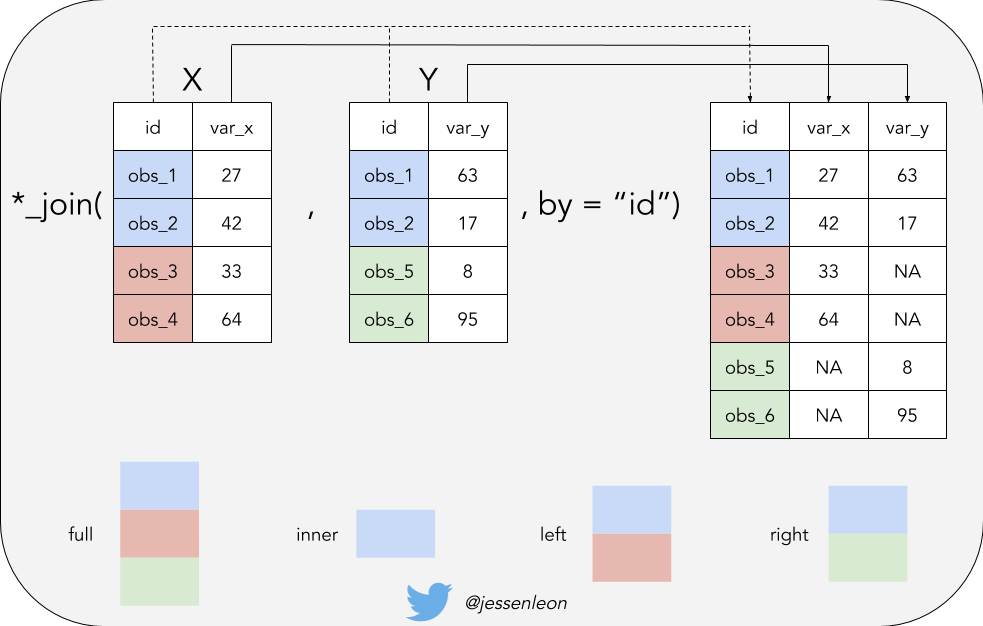 X Y
id var_x id var_y id var_x var_y
obs_1 27 obs_1 63 obs_1 27 63
*_join( obs_2 42 , obs_2 17 , by = “id”) obs_2 42 17
obs_3 33 obs_5 8 obs_3 33 NA
obs_4 64 obs_6 95 obs_4 64 NA
obs_5 NA 8
obs_6 NA 95
full inner left right
@jessenleon